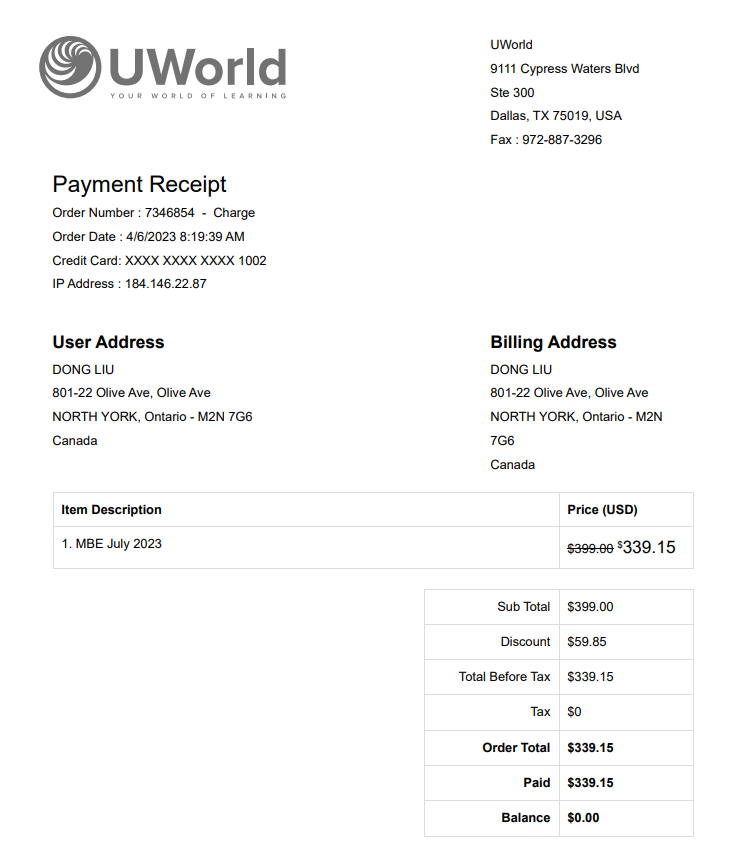 UWorld
YOUR WORLD OF LEARNING
UWorld
9111 Cypress Waters Blvd
Ste 300
Dallas, TX 75019, USA
Fax : 972-887-3296
Payment Receipt
Order Number : 7346854 - Charge
Order Date : 4/6/2023 8:19:39 AM
Credit Card: XXXX XXXX XXXX 1002
IP Address : 184.146.22.87
User Address
DONG LIU
801-22 Olive Ave, Olive Ave
NORTH YORK, Ontario - M2N 7G6
Canada
Billing Address
DONG LIU
801-22 Olive Ave, Olive Ave
NORTH YORK, Ontario - M2N
7G6
Canada
Item Description Price (USD)
1. MBE July 2023 $399.00 $339.15
Sub Total $399.00
Discount $59.85
Total Before Tax $339.15
Tax $0
Order Total $339.15
Paid $339.15
Balance $0.00